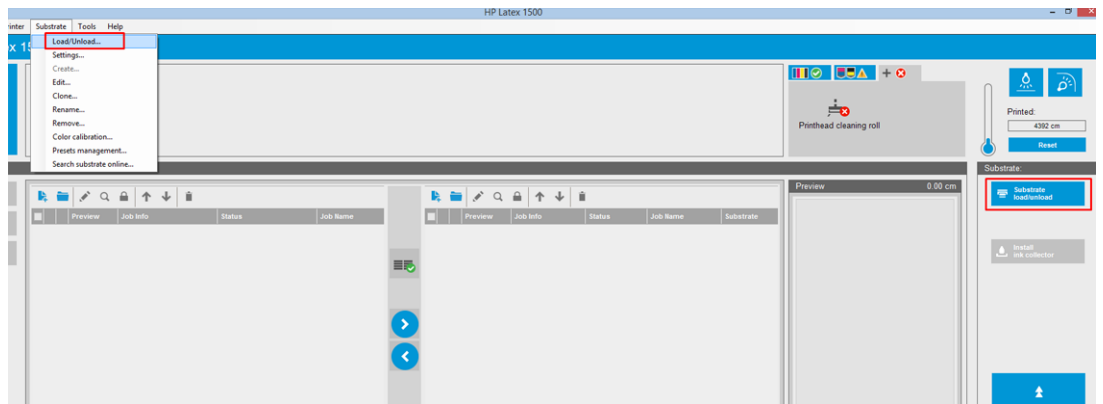 HP Latex 1500
inter Substrate Tools Help
x 1
Load/Unload...
Settings...
Create...
Edit...
Clone...
Rename...
Remove...
Color calibration...
Presets management...
Search substrate online...
Printhead cleaning roll
Printed:
4392 cm
Reset
Substrate:
Substrate
load/unload
Install
ink collector
Preview Job Info Status Job Name
Preview Job Info Status Job Name Substrate
Preview 0.00 cm